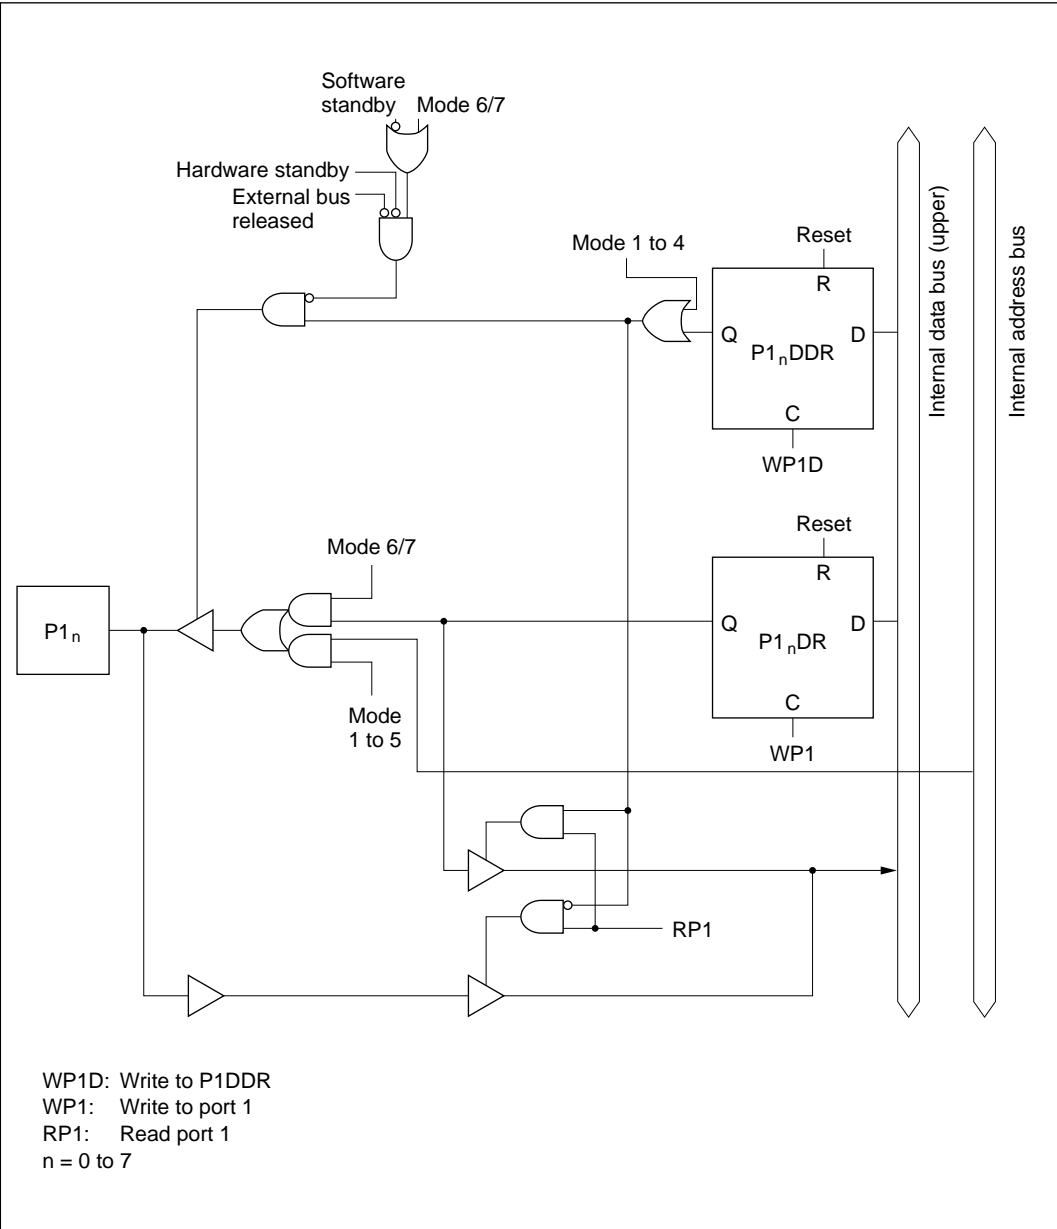 Software
standby
Mode 6/7
Hardware standby
External bus
released
Mode 1 to 4
Reset
R
Q
D
P1nDDR
C
WP1D
Internal data bus (upper)
Internal address bus
Reset
R
Mode 6/7
P1n
Q
D
P1nDR
C
WP1
Mode
1 to 5
RP1
WP1D: Write to P1DDR
WP1: Write to port 1
RP1: Read port 1
n = 0 to 7